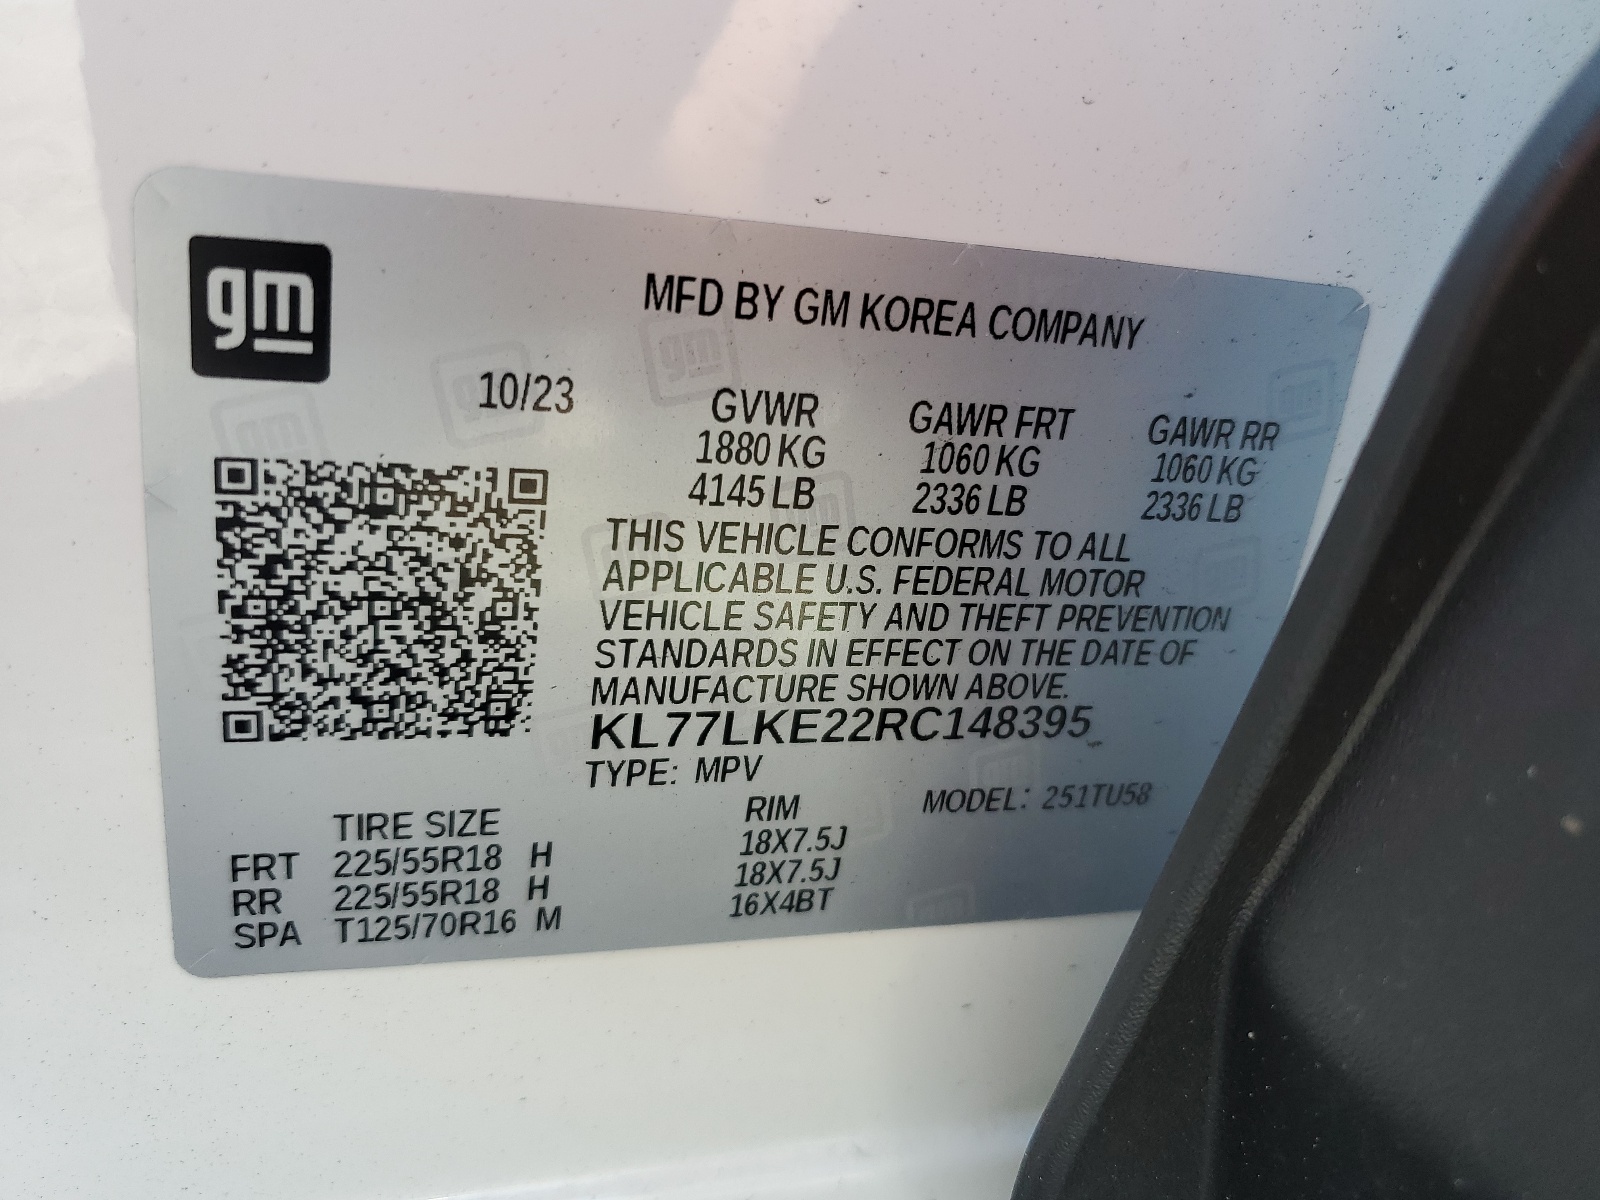 gm
MFD BY GM KOREA COMPANY
10/23
GVWR GAWR FRT GAWR RR
1880 KG 1060 KG 1060 KG
4145 LB 2336 LB 2336 LB
THIS VEHICLE CONFORMS TO ALL
APPLICABLE U.S. FEDERAL MOTOR
VEHICLE SAFETY AND THEFT PREVENTION
STANDARDS IN EFFECT ON THE DATE OF
MANUFACTURE SHOWN ABOVE.
KL77LKE22RC148395
TYPE: MPV MODEL: 251TU58
TIRE SIZE RIM
FRT 225/55R18 H 18X7.5J
RR 225/55R18 H 18X7.5J
SPA T125/70R16 M 16X4BT